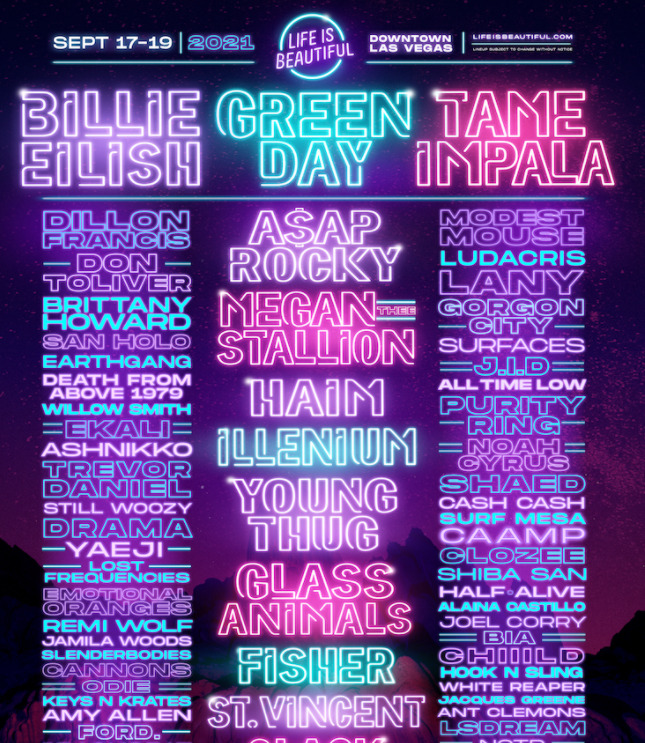 SEPT 17-19 | 2021
LIFE IS
BEAUTIFUL
DOWNTOWN
LAS VEGAS
LIFEISBEAUTIFUL.COM
LINEUP SUBJECT TO CHANGE WITHOUT NOTICE
BILLIE
EILISH
GREEN
DAY
TAME
IMPALA
DILLON
FRANCIS
DON
TOLIVER
BRITTANY
HOWARD
SAN HOLO
EARTHGANG
DEATH FROM
ABOVE 1979
WILLOW SMITH
EKALI
ASHNIKKO
TREVOR
DANIEL
STILL WOOZY
DRAMA
YAEJI
LOST
FREQUENCIES
EMOTIONAL
ORANGES
REMI WOLF
JAMILA WOODS
SLENDERBODIES
CANNONS
ODIE
KEYS N KRATES
AMY ALLEN
FORD.
A$AP
ROCKY
MEGAN THEE
STALLION
HAIM
ILLENIUM
YOUNG
THUG
GLASS
ANIMALS
FISHER
ST. VINCENT
MODEST
MOUSE
LUDACRIS
LANY
GORGON
CITY
SURFACES
J.I.D
ALL TIME LOW
PURITY
RING
NOAH
CYRUS
SHAED
CASH CASH
SURF MESA
CAAMP
CLOZEE
SHIBA SAN
HALF•ALIVE
ALAINA CASTILLO
JOEL CORRY
BIA
CHIIILD
HOOK N SLING
WHITE REAPER
JACQUES GREENE
ANT CLEMONS
LSDREAM